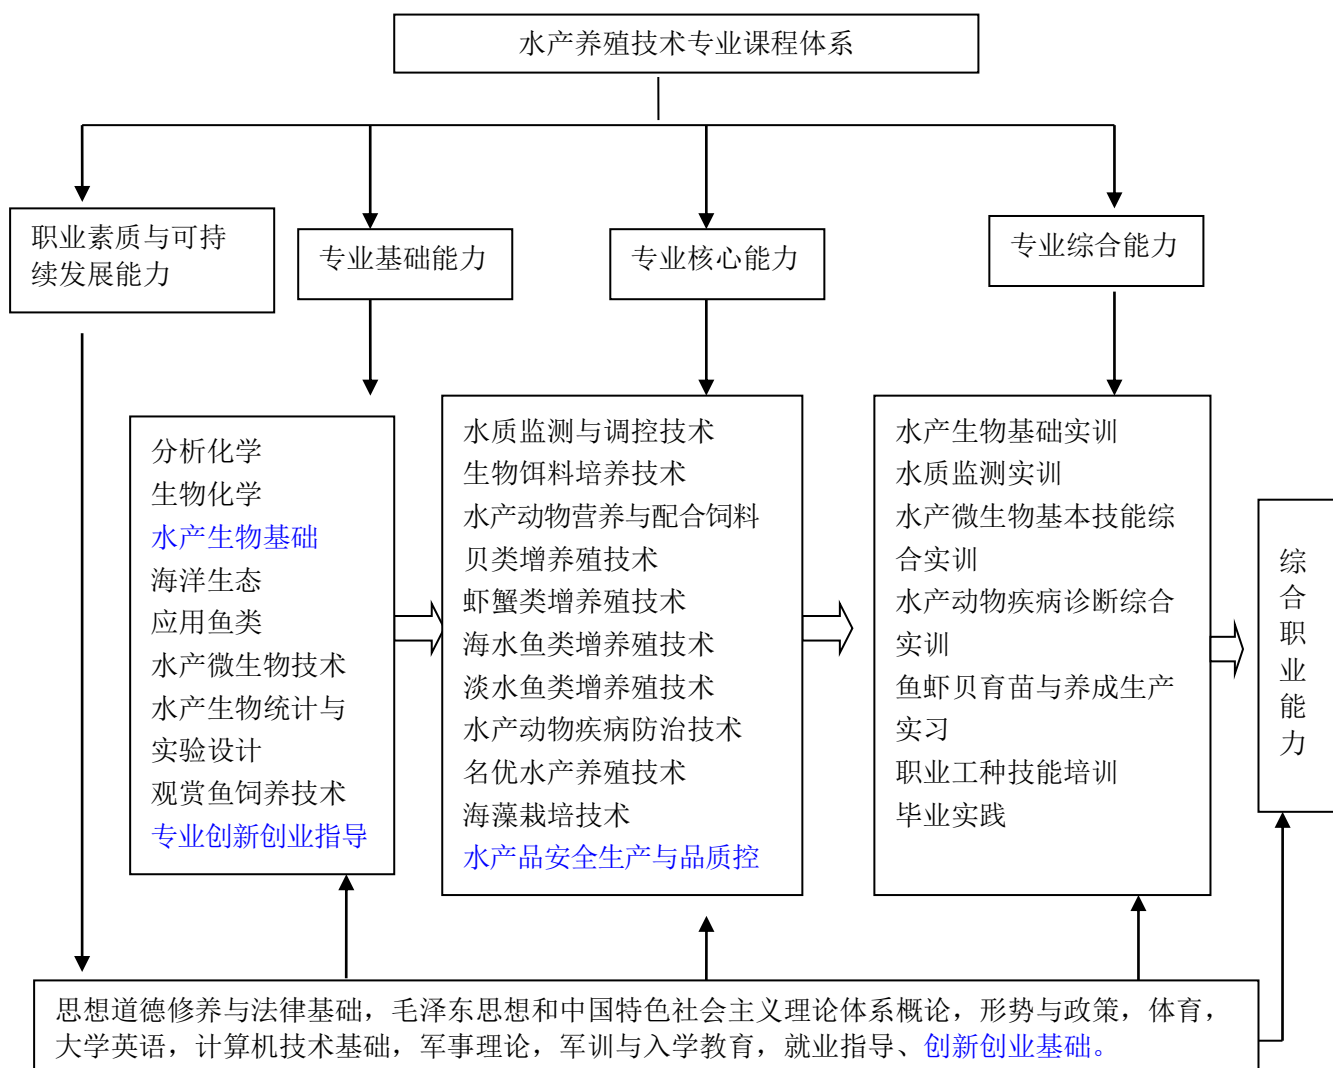 水产养殖技术专业课程体系
职业素质与可持
续发展能力
专业基础能力
专业核心能力
专业综合能力
分析化学
生物化学
水产生物基础
海洋生态
应用鱼类
水产微生物技术
水产生物统计与
实验设计
观赏鱼饲养技术
专业创新创业指导
水质监测与调控技术
生物饵料培养技术
水产动物营养与配合饲料
贝类增养殖技术
虾蟹类增养殖技术
海水鱼类增养殖技术
淡水鱼类增养殖技术
水产动物疾病防治技术
名优水产养殖技术
海藻栽培技术
水产品安全生产与品质控
水产生物基础实训
水质监测实训
水产微生物基本技能综
合实训
水产动物疾病诊断综合
实训
鱼虾贝育苗与养成生产
实习
职业工种技能培训
毕业实践
综
合
职
业
能
力
思想道德修养与法律基础，毛泽东思想和中国特色社会主义理论体系概论，形势与政策，体育，
大学英语，计算机技术基础，军事理论，军训与入学教育，就业指导、创新创业基础。